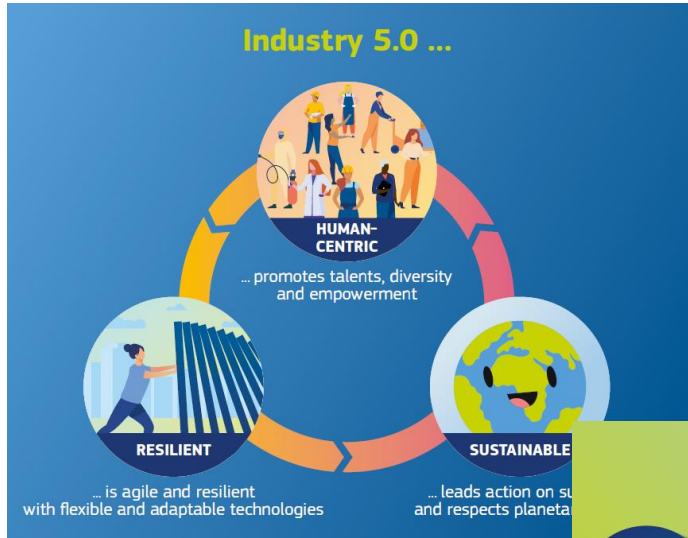 Industry 5.0 ...
HUMAN-
CENTRIC
... promotes talents, diversity
and empowerment
RESILIENT
... is agile and resilient
with flexible and adaptable technologies
SUSTAINABLE
... leads action on
and respects